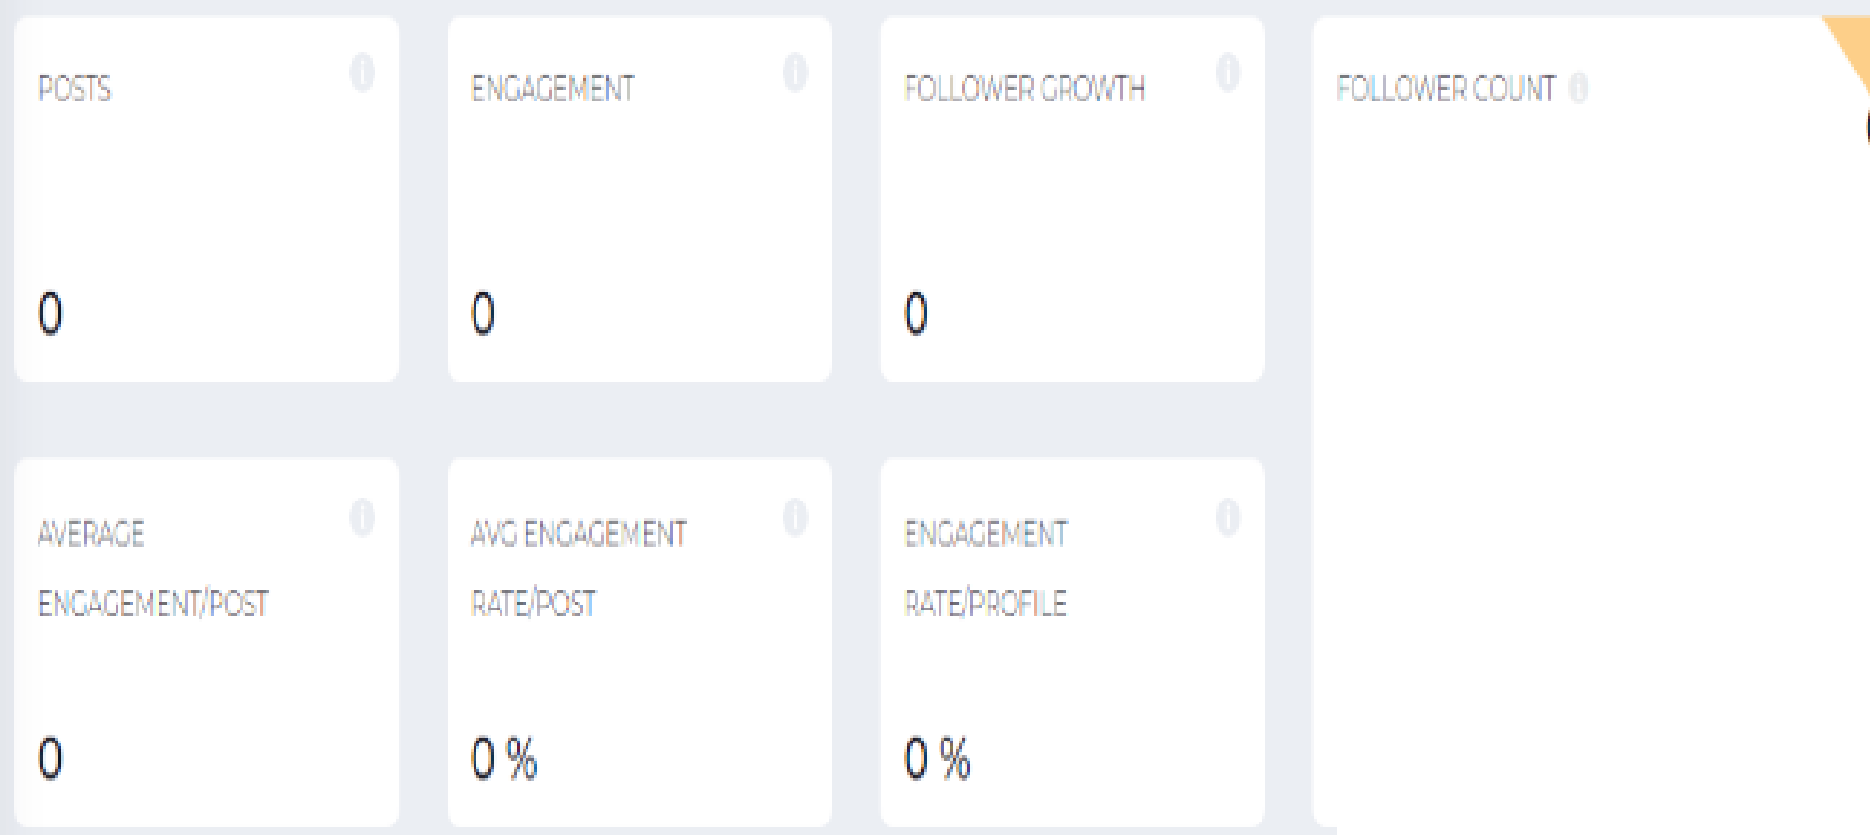 POSTS
0
ENGAGEMENT
0
FOLLOWER GROWTH
0
FOLLOWER COUNT
AVERAGE
ENGAGEMENT/POST
0
AVG ENGAGEMENT
RATE/POST
0 %
ENGAGEMENT
RATE/PROFILE
0 %